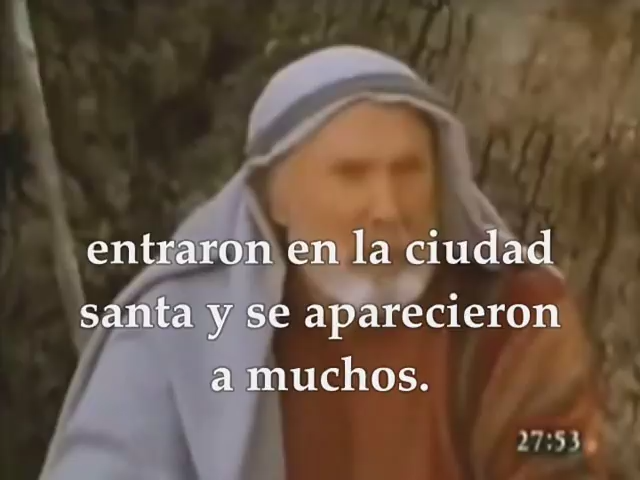 entraron en la ciudad
santa y se aparecieron
a muchos.
27:53